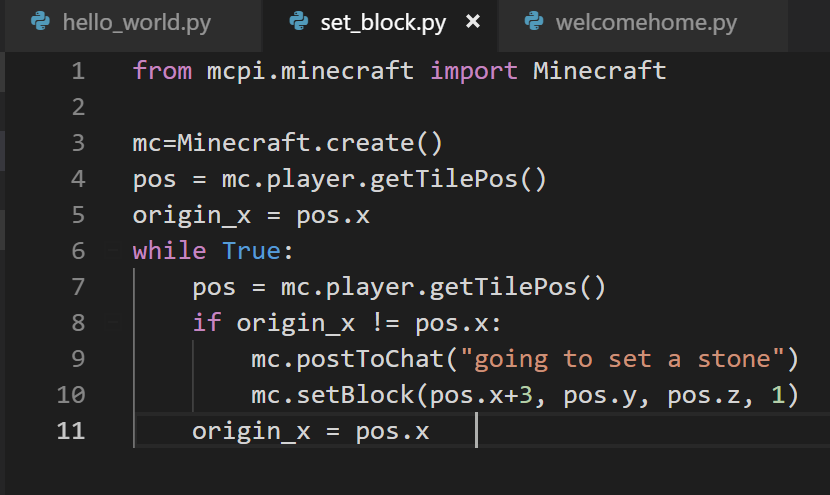 hello_world.py set_block.py × welcomehome.py
1 from mcpi.minecraft import Minecraft
2
3 mc=Minecraft.create()
4 pos = mc.player.getTilePos()
5 origin_x = pos.x
6 while True:
7     pos = mc.player.getTilePos()
8     if origin_x != pos.x:
9         mc.postToChat("going to set a stone")
10         mc.setBlock(pos.x+3, pos.y, pos.z, 1)
11     origin_x = pos.x